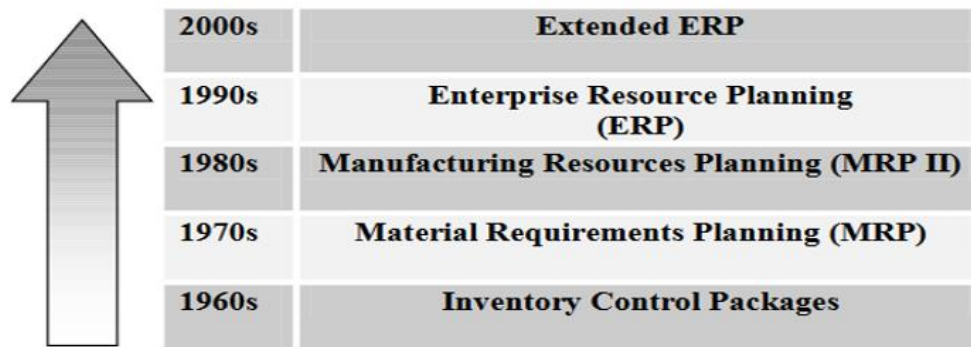 2000s Extended ERP
1990s Enterprise Resource Planning
(ERP)
1980s Manufacturing Resources Planning (MRP II)
1970s Material Requirements Planning (MRP)
1960s Inventory Control Packages